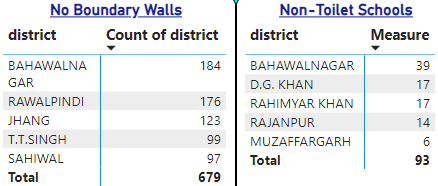 No Boundary Walls
district Count of district
BAHAWALNA
GAR 184
RAWALPINDI 176
JHANG 123
T.T.SINGH 99
SAHIWAL 97
Total 679
Non-Toilet Schools
district Measure
BAHAWALNAGAR 39
D.G. KHAN 17
RAHIMYAR KHAN 17
RAJANPUR 14
MUZAFFARGARH 6
Total 93